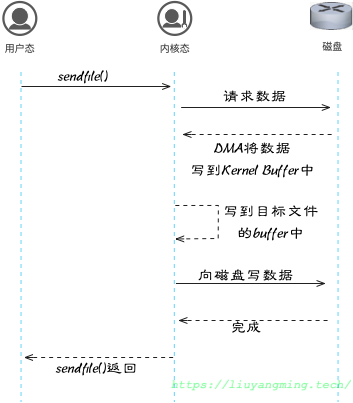 用户态
内核态
磁盘
sendfile()
请求数据
DMA将数据
写到Kernel Buffer中
写到目标文件
的buffer中
向磁盘写数据
完成
sendfile()返回
https://liuyangming.tech/